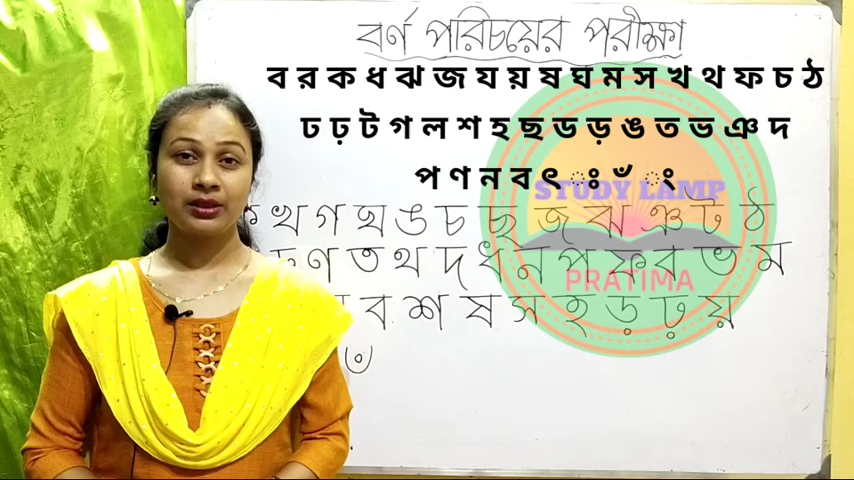 বর্ণ পরিচয়ের পরীক্ষা
ব র ক ধ ঝ জ য য় ষ ঘ ম স খ থ ফ চ ঠ
ঢ ঢ় ট গ ল শ হ ছ ড ড় ঙ ত ভ ঞ দ
প ণ ন ব ৎ ঃ ঁ ং
STUDY LAMP
খ গ ঘ ঙ চ ছ জ ঝ ঞ ট ঠ
ণ ত থ দ ধ ন প ফ ব ভ ম
PRATIMA
ব শ ষ স হ ড় ঢ় য়